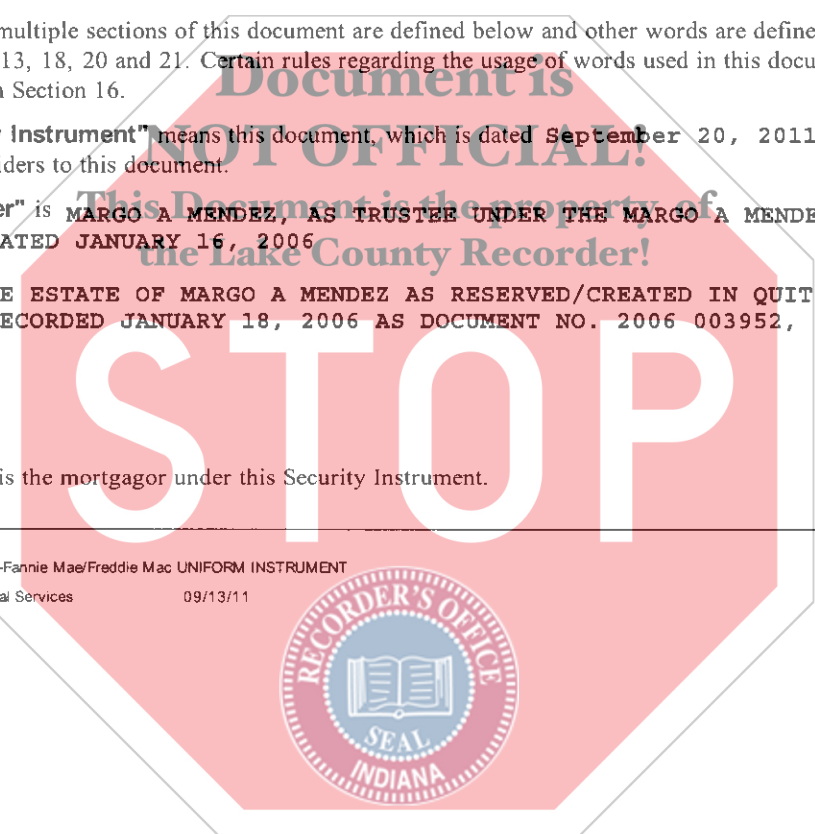 multiple sections of this document are defined below and other words are define
13, 18, 20 and 21. Certain rules regarding the usage of words used in this docu
Section 16.
Document is
Instrument" means this document, which is dated September 20, 2011
NOT OFFICIAL!
iders to this document.
This Document is the property of
er" is MARGO A MENDEZ, AS TRUSTEE UNDER THE MARGO A MENDE
ATED JANUARY 16, 2006
the Lake County Recorder!
E ESTATE OF MARGO A MENDEZ AS RESERVED/CREATED IN QUIT
ECORDED JANUARY 18, 2006 AS DOCUMENT NO. 2006 003952,
STOP
is the mortgagor under this Security Instrument.
-Fannie Mae/Freddie Mac UNIFORM INSTRUMENT
al Services 09/13/11
RECORDER'S OFFICE
SEAL
INDIANA